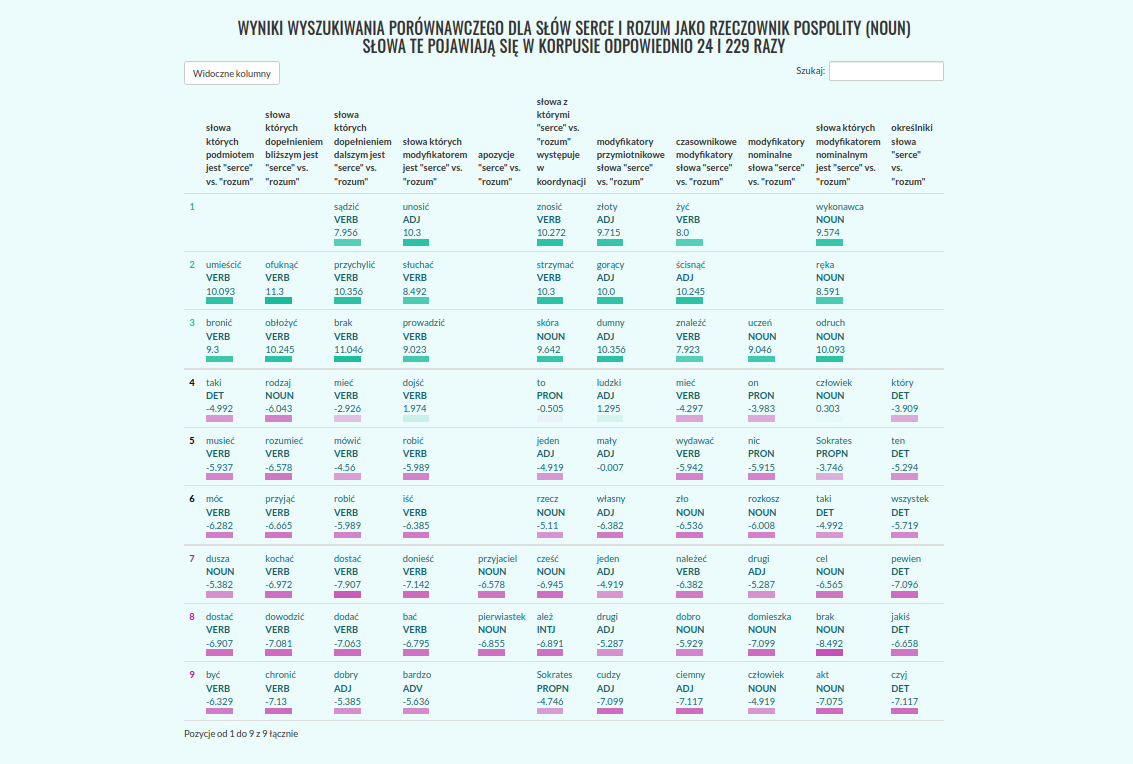 WYNIKI WYSZUKIWANIA PORÓWNAWCZEGO DLA SŁÓW SERCE I ROZUM JAKO RZECZOWNIK POSPOLITY (NOUN)
SŁOWA TE POJAWIAJĄ SIĘ W KORPUSIE ODPOWIEDNIO 24 I 229 RAZY
Widoczne kolumny Szukaj:
słowa których podmiotem jest "serce" vs. "rozum"
słowa których dopełnieniem bliższym jest "serce" vs. "rozum"
słowa których dopełnieniem dalszym jest "serce" vs. "rozum"
słowa których modyfikatorem jest "serce" vs. "rozum"
apozycje "serce" vs. "rozum"
słowa z którymi "serce" vs. "rozum" występuje w koordynacji
modyfikatory przymiotnikowe słowa "serce" vs. "rozum"
czasownikowe modyfikatory słowa "serce" vs. "rozum"
modyfikatory nominalne słowa "serce" vs. "rozum"
słowa których modyfikatorem nominalnym jest "serce" vs. "rozum"
określniki słowa "serce" vs. "rozum"
1 sądzić unosić znosić złoty żyć wykonawca
VERB ADJ VERB ADJ VERB NOUN
7.956 10.3 10.272 9.715 8.0 9.574
2 umieścić ofuknąć przychylić słuchać strzymać gorący ścisnąć ręka
VERB VERB VERB VERB VERB ADJ ADJ NOUN
10.093 11.3 10.356 8.492 10.3 10.0 10.245 8.591
3 bronić obłożyć brak prowadzić skóra dumny znaleźć uczeń odruch
VERB VERB VERB VERB NOUN ADJ VERB NOUN NOUN
9.3 10.245 11.046 9.023 9.642 10.356 7.923 9.046 10.093
4 taki rodzaj mieć dojść to ludzki mieć on człowiek który
DET NOUN VERB VERB PRON ADJ VERB PRON NOUN DET
-4.992 -6.043 -2.926 1.974 -0.505 1.295 -4.297 -3.983 0.303 -3.909
5 musieć rozumieć mówić robić jeden mały wydawać nic Sokrates ten
VERB VERB VERB VERB ADJ ADJ VERB PRON PROPN DET
-5.937 -6.578 -4.56 -5.989 -4.919 -0.007 -5.942 -5.915 -3.746 -5.294
6 móc przyjąć robić iść rzecz własny zło rozkosz taki wszystek
VERB VERB VERB VERB NOUN ADJ NOUN NOUN DET DET
-6.282 -6.665 -5.989 -6.385 -5.11 -6.382 -6.536 -6.008 -4.992 -5.719
7 dusza kochać dostać donieść przyjaciel cześć jeden należeć drugi cel pewien
NOUN VERB VERB VERB NOUN NOUN ADJ VERB ADJ NOUN DET
-5.382 -6.972 -7.907 -7.142 -6.578 -6.945 -4.919 -6.382 -5.287 -6.565 -7.096
8 dostać dowodzić dodać bać pierwiastek ależ drugi dobro domieszka brak jakiś
VERB VERB VERB VERB NOUN INTJ ADJ NOUN NOUN NOUN DET
-6.907 -7.081 -7.063 -6.795 -6.855 -6.891 -5.287 -5.929 -7.099 -8.492 -6.658
9 być chronić dobry bardzo Sokrates cudzy ciemny człowiek akt czyj
VERB VERB ADJ ADV PROPN ADJ ADJ NOUN NOUN DET
-6.329 -7.13 -5.385 -5.636 -4.746 -7.099 -7.117 -4.919 -7.075 -7.117
Pozycje od 1 do 9 z 9 łącznie